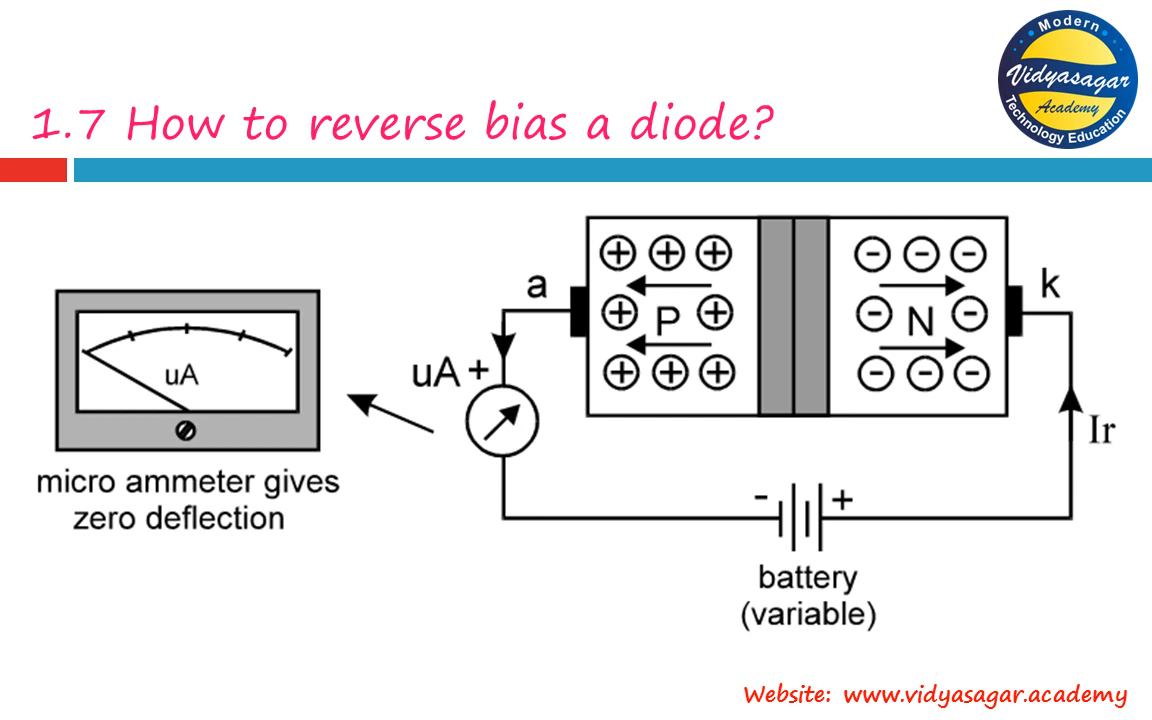 Modern
Vidyasagar
Academy
Technology Education
1.7 How to reverse bias a diode?
a
k
P
N
uA +
uA
Ir
micro ammeter gives
zero deflection
- +
battery
(variable)
Website: www.vidyasagar.academy